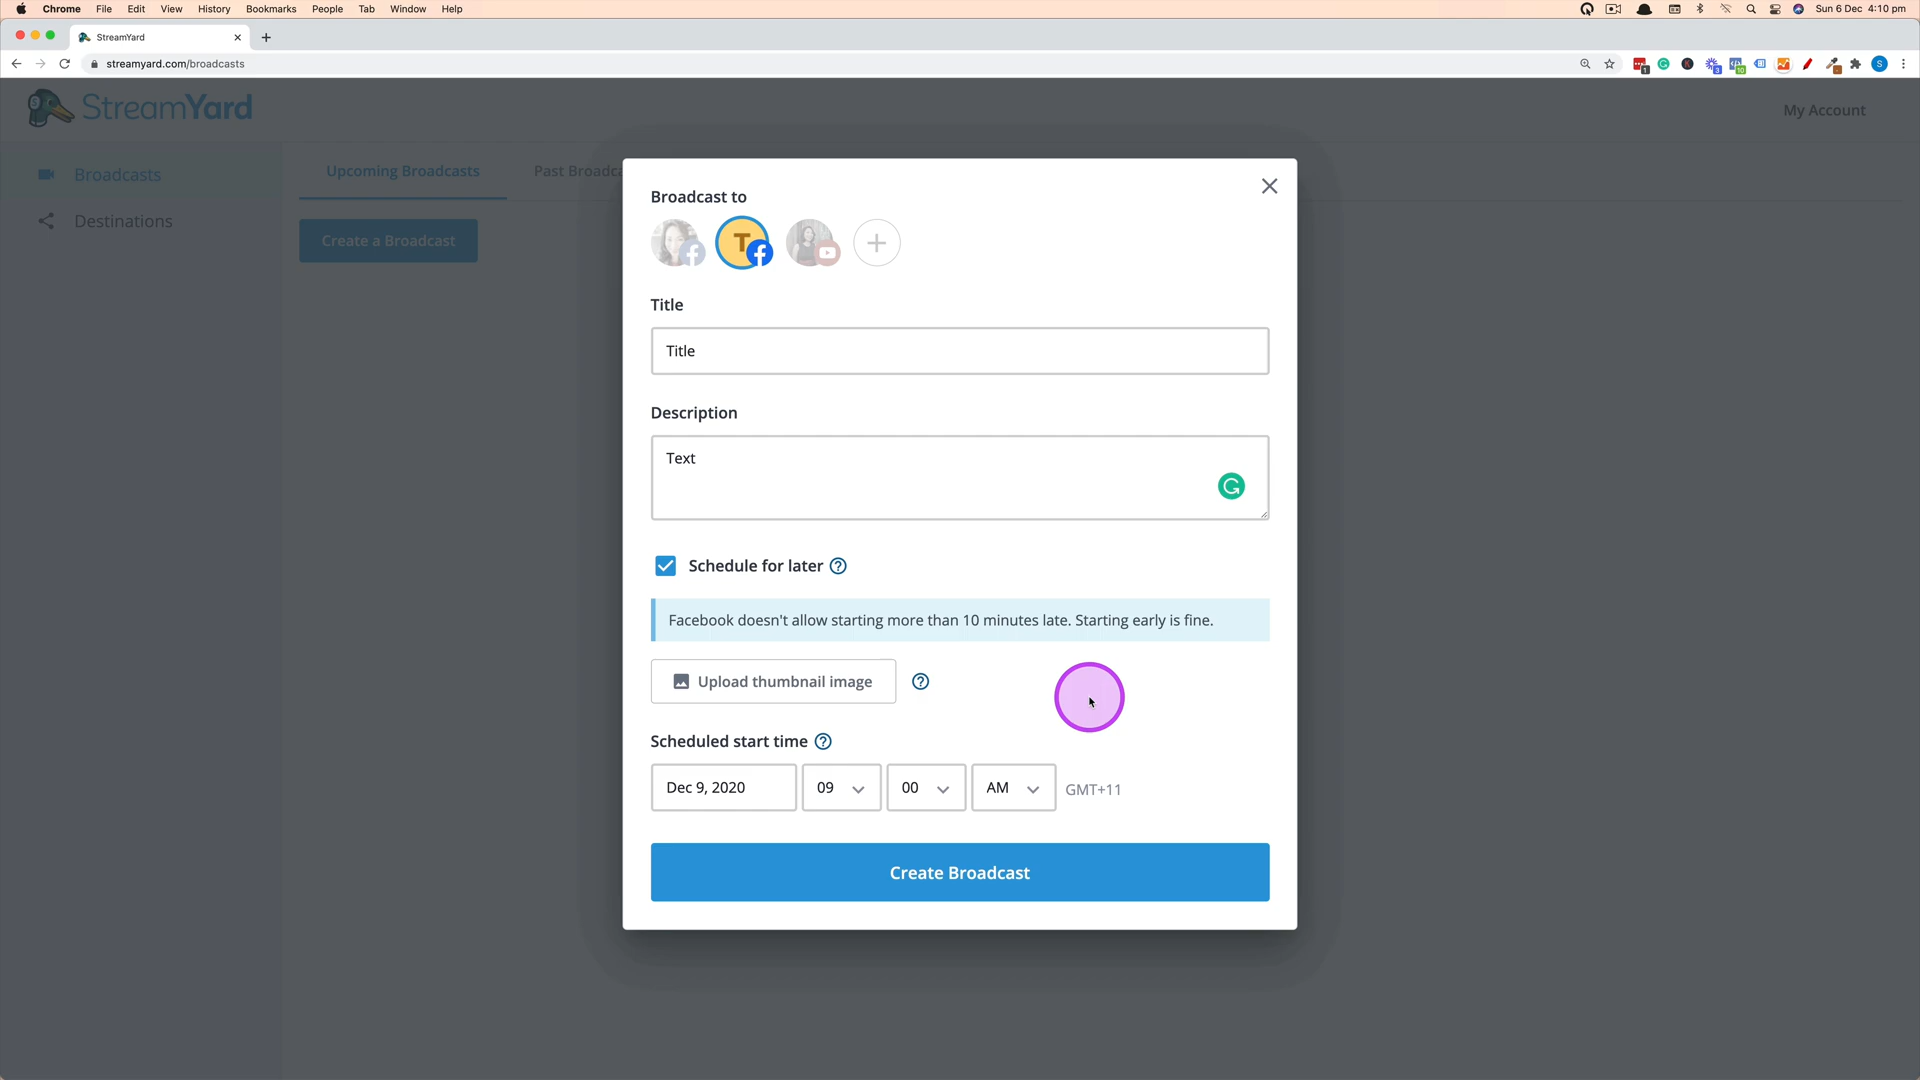 Chrome File Edit View History Bookmarks People Tab Window Help Sun 6 Dec 4:10 pm
StreamYard
streamyard.com/broadcasts
StreamYard
My Account
Broadcasts
Destinations
Upcoming Broadcasts
Create a Broadcast
Broadcast to
T
Title
Title
Description
Text
Schedule for later
Facebook doesn't allow starting more than 10 minutes late. Starting early is fine.
Upload thumbnail image
Scheduled start time
Dec 9, 2020 09 00 AM GMT+11
Create Broadcast